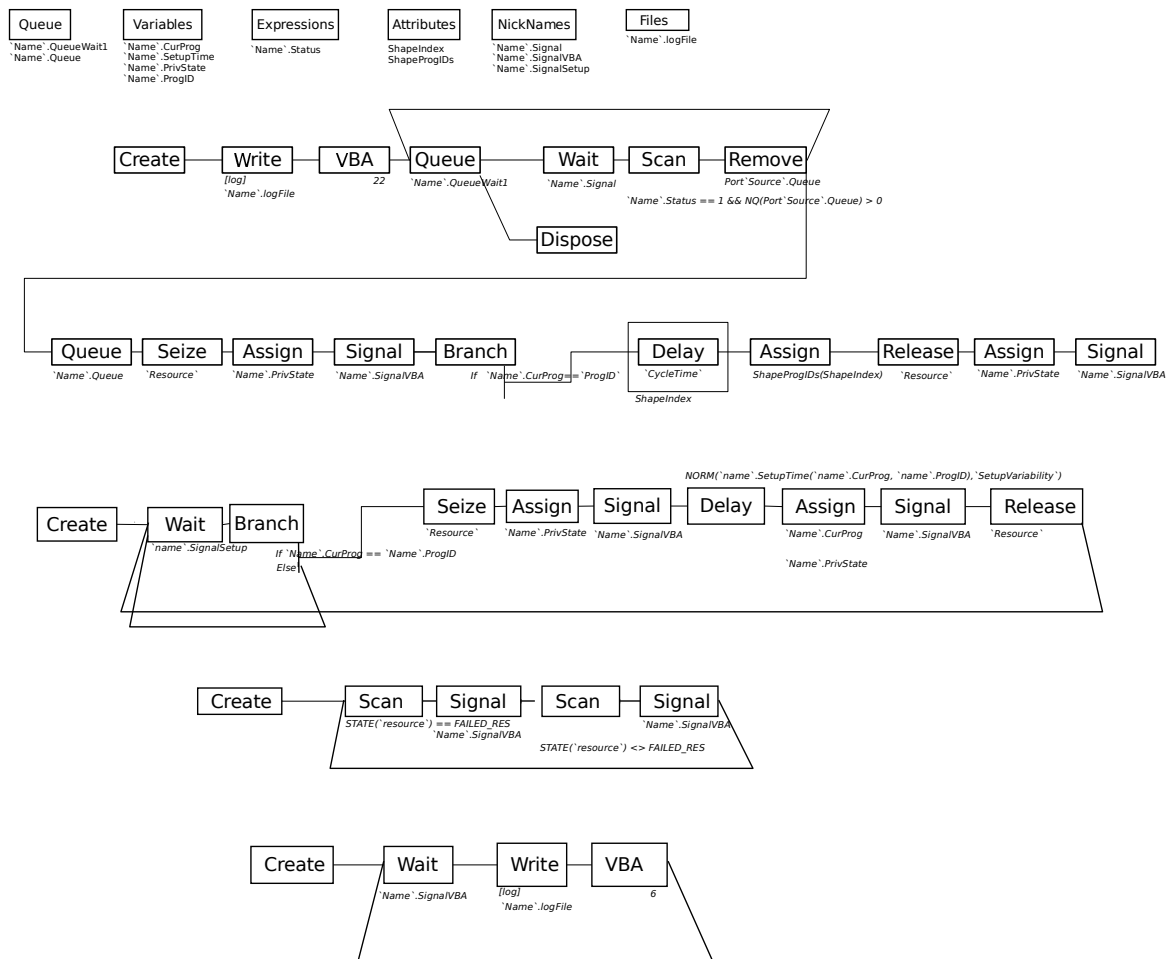 Queue
Variables
Expressions
Attributes
NickNames
Files
`Name`.QueueWait1
`Name`.Queue
`Name`.CurProg
`Name`.SetupTime
`Name`.PrivState
`Name`.ProgID
`Name`.Status
ShapeIndex
ShapeProgIDs
`Name`.Signal
`Name`.SignalVBA
`Name`.SignalSetup
`Name`.logFile
Create
Write
VBA
Queue
Wait
Scan
Remove
[log]
`Name`.logFile
22
`Name`.QueueWait1
`Name`.Signal
Port`Source`.Queue
`Name`.Status == 1 && NQ(Port`Source`.Queue) > 0
Dispose
Queue
Seize
Assign
Signal
Branch
Delay
Assign
Release
Assign
Signal
`Name`.Queue
`Resource`
`Name`.PrivState
`Name`.SignalVBA
If `Name`.CurProg==`ProgID`
`CycleTime`
ShapeProgIDs(ShapeIndex)
`Resource`
`Name`.PrivState
`Name`.SignalVBA
ShapeIndex
NORM(`name`.SetupTime(`name`.CurProg, `name`.ProgID),`SetupVariability`)
Create
Wait
Branch
Seize
Assign
Signal
Delay
Assign
Signal
Release
`name`.SignalSetup
If `Name`.CurProg == `Name`.ProgID
Else`
`Resource`
`Name`.PrivState
`Name`.SignalVBA
`Name`.CurProg
`Name`.SignalVBA
`Resource`
`Name`.PrivState
Create
Scan
Signal
Scan
Signal
STATE(`resource`) == FAILED_RES
`Name`.SignalVBA
`Name`.SignalVBA
STATE(`resource`) <> FAILED_RES
Create
Wait
Write
VBA
`Name`.SignalVBA
[log]
`Name`.logFile
6